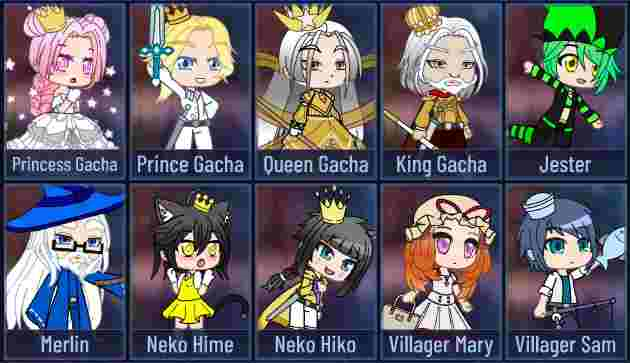 Princess Gacha
Prince Gacha
Queen Gacha
King Gacha
Jester
Merlin
Neko Hime
Neko Hiko
Villager Mary
Villager Sam